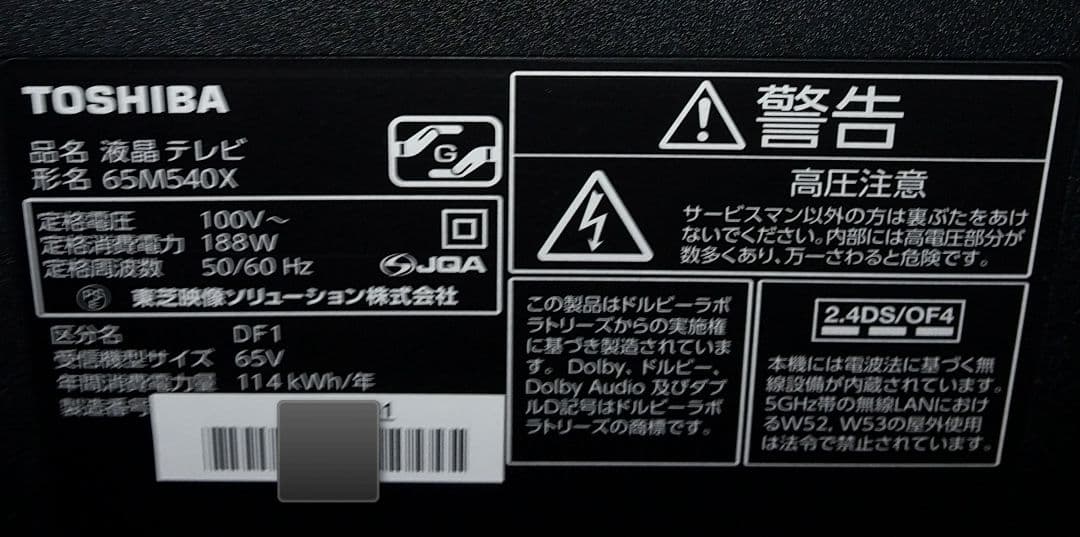 TOSHIBA
品名 液晶テレビ
形名 65M540X
G
定格電圧 100V～
定格消費電力 188W
定格周波数 50/60 Hz
JQA
PSE 東芝映像ソリューション株式会社
区分名 DF1
受信機型サイズ 65V
年間消費電力量 114 kWh/年
製造番号
1
警告
高圧注意
サービスマン以外の方は裏ぶたをあけ
ないでください。内部には高電圧部分が
数多くあり、万一さわると危険です。
この製品はドルビーラボ
ラトリーズからの実施権
に基づき製造されていま
す。Dolby、ドルビー、
Dolby Audio 及びダブ
ルD記号はドルビーラボ
ラトリーズの商標です。
2.4DS/OF4
本機には電波法に基づく無
線設備が内蔵されています。
5GHz帯の無線LANにおけ
るW52, W53の屋外使用
は法令で禁止されています。